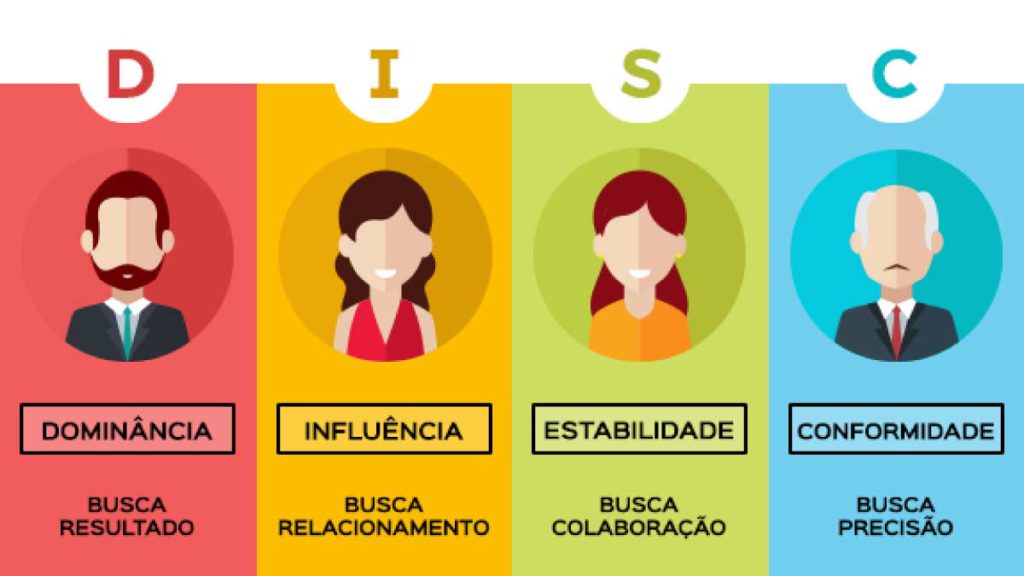 D
I
S
C
DOMINÂNCIA
INFLUÊNCIA
ESTABILIDADE
CONFORMIDADE
BUSCA
RESULTADO
BUSCA
RELACIONAMENTO
BUSCA
COLABORAÇÃO
BUSCA
PRECISÃO